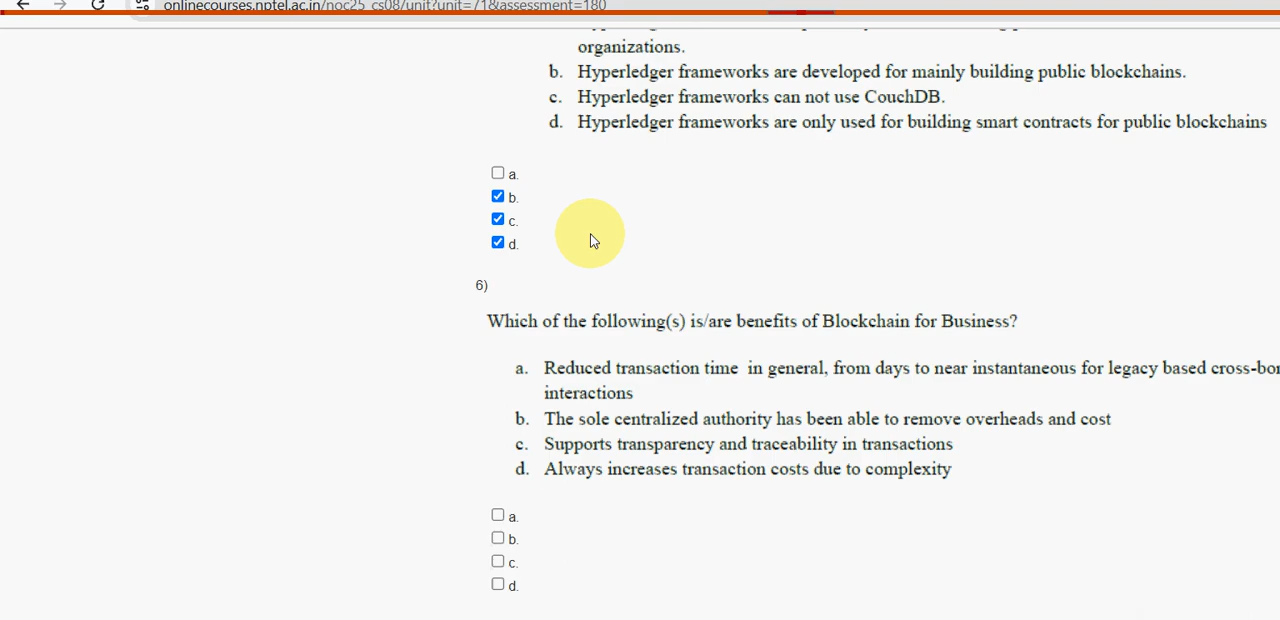 onlinecourses.nptel.ac.in/noc25_cs08/unit?unit=71&assessment=180
organizations.
b. Hyperledger frameworks are developed for mainly building public blockchains.
c. Hyperledger frameworks can not use CouchDB.
d. Hyperledger frameworks are only used for building smart contracts for public blockchains
a.
b.
c.
d.
6)
Which of the following(s) is/are benefits of Blockchain for Business?
a. Reduced transaction time in general, from days to near instantaneous for legacy based
interactions
b. The sole centralized authority has been able to remove overheads and cost
c. Supports transparency and traceability in transactions
d. Always increases transaction costs due to complexity
a.
b.
c.
d.